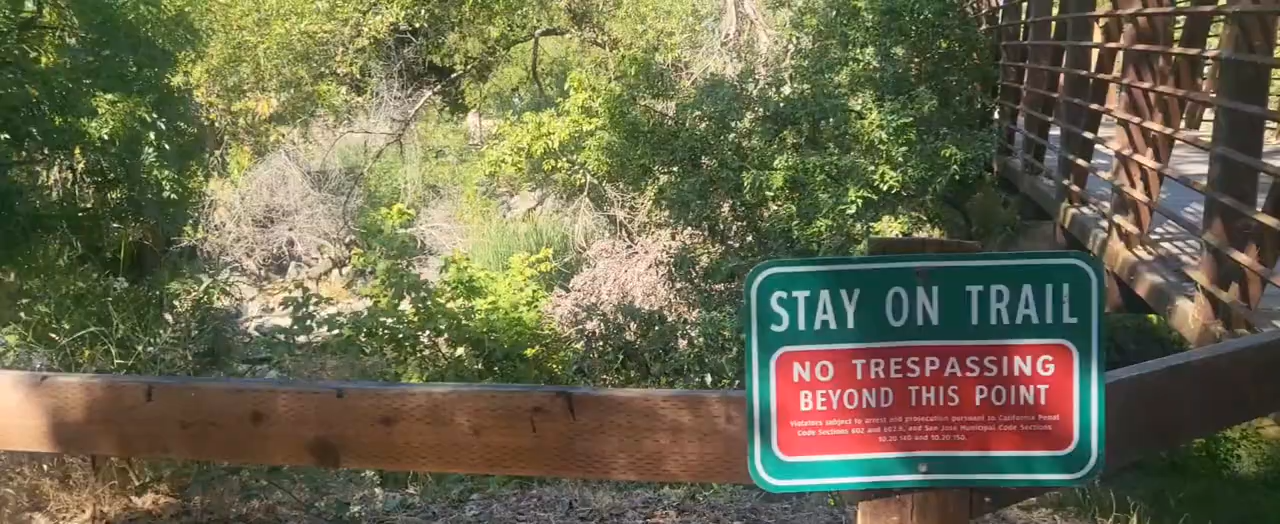 STAY ON TRAIL
NO TRESPASSING
BEYOND THIS POINT
Violators subject to arrest and prosecution pursuant to California Penal
Code Sections 602 and 607.8, and San Jose Municipal Code Sections
10.20.140 and 10.20.150.